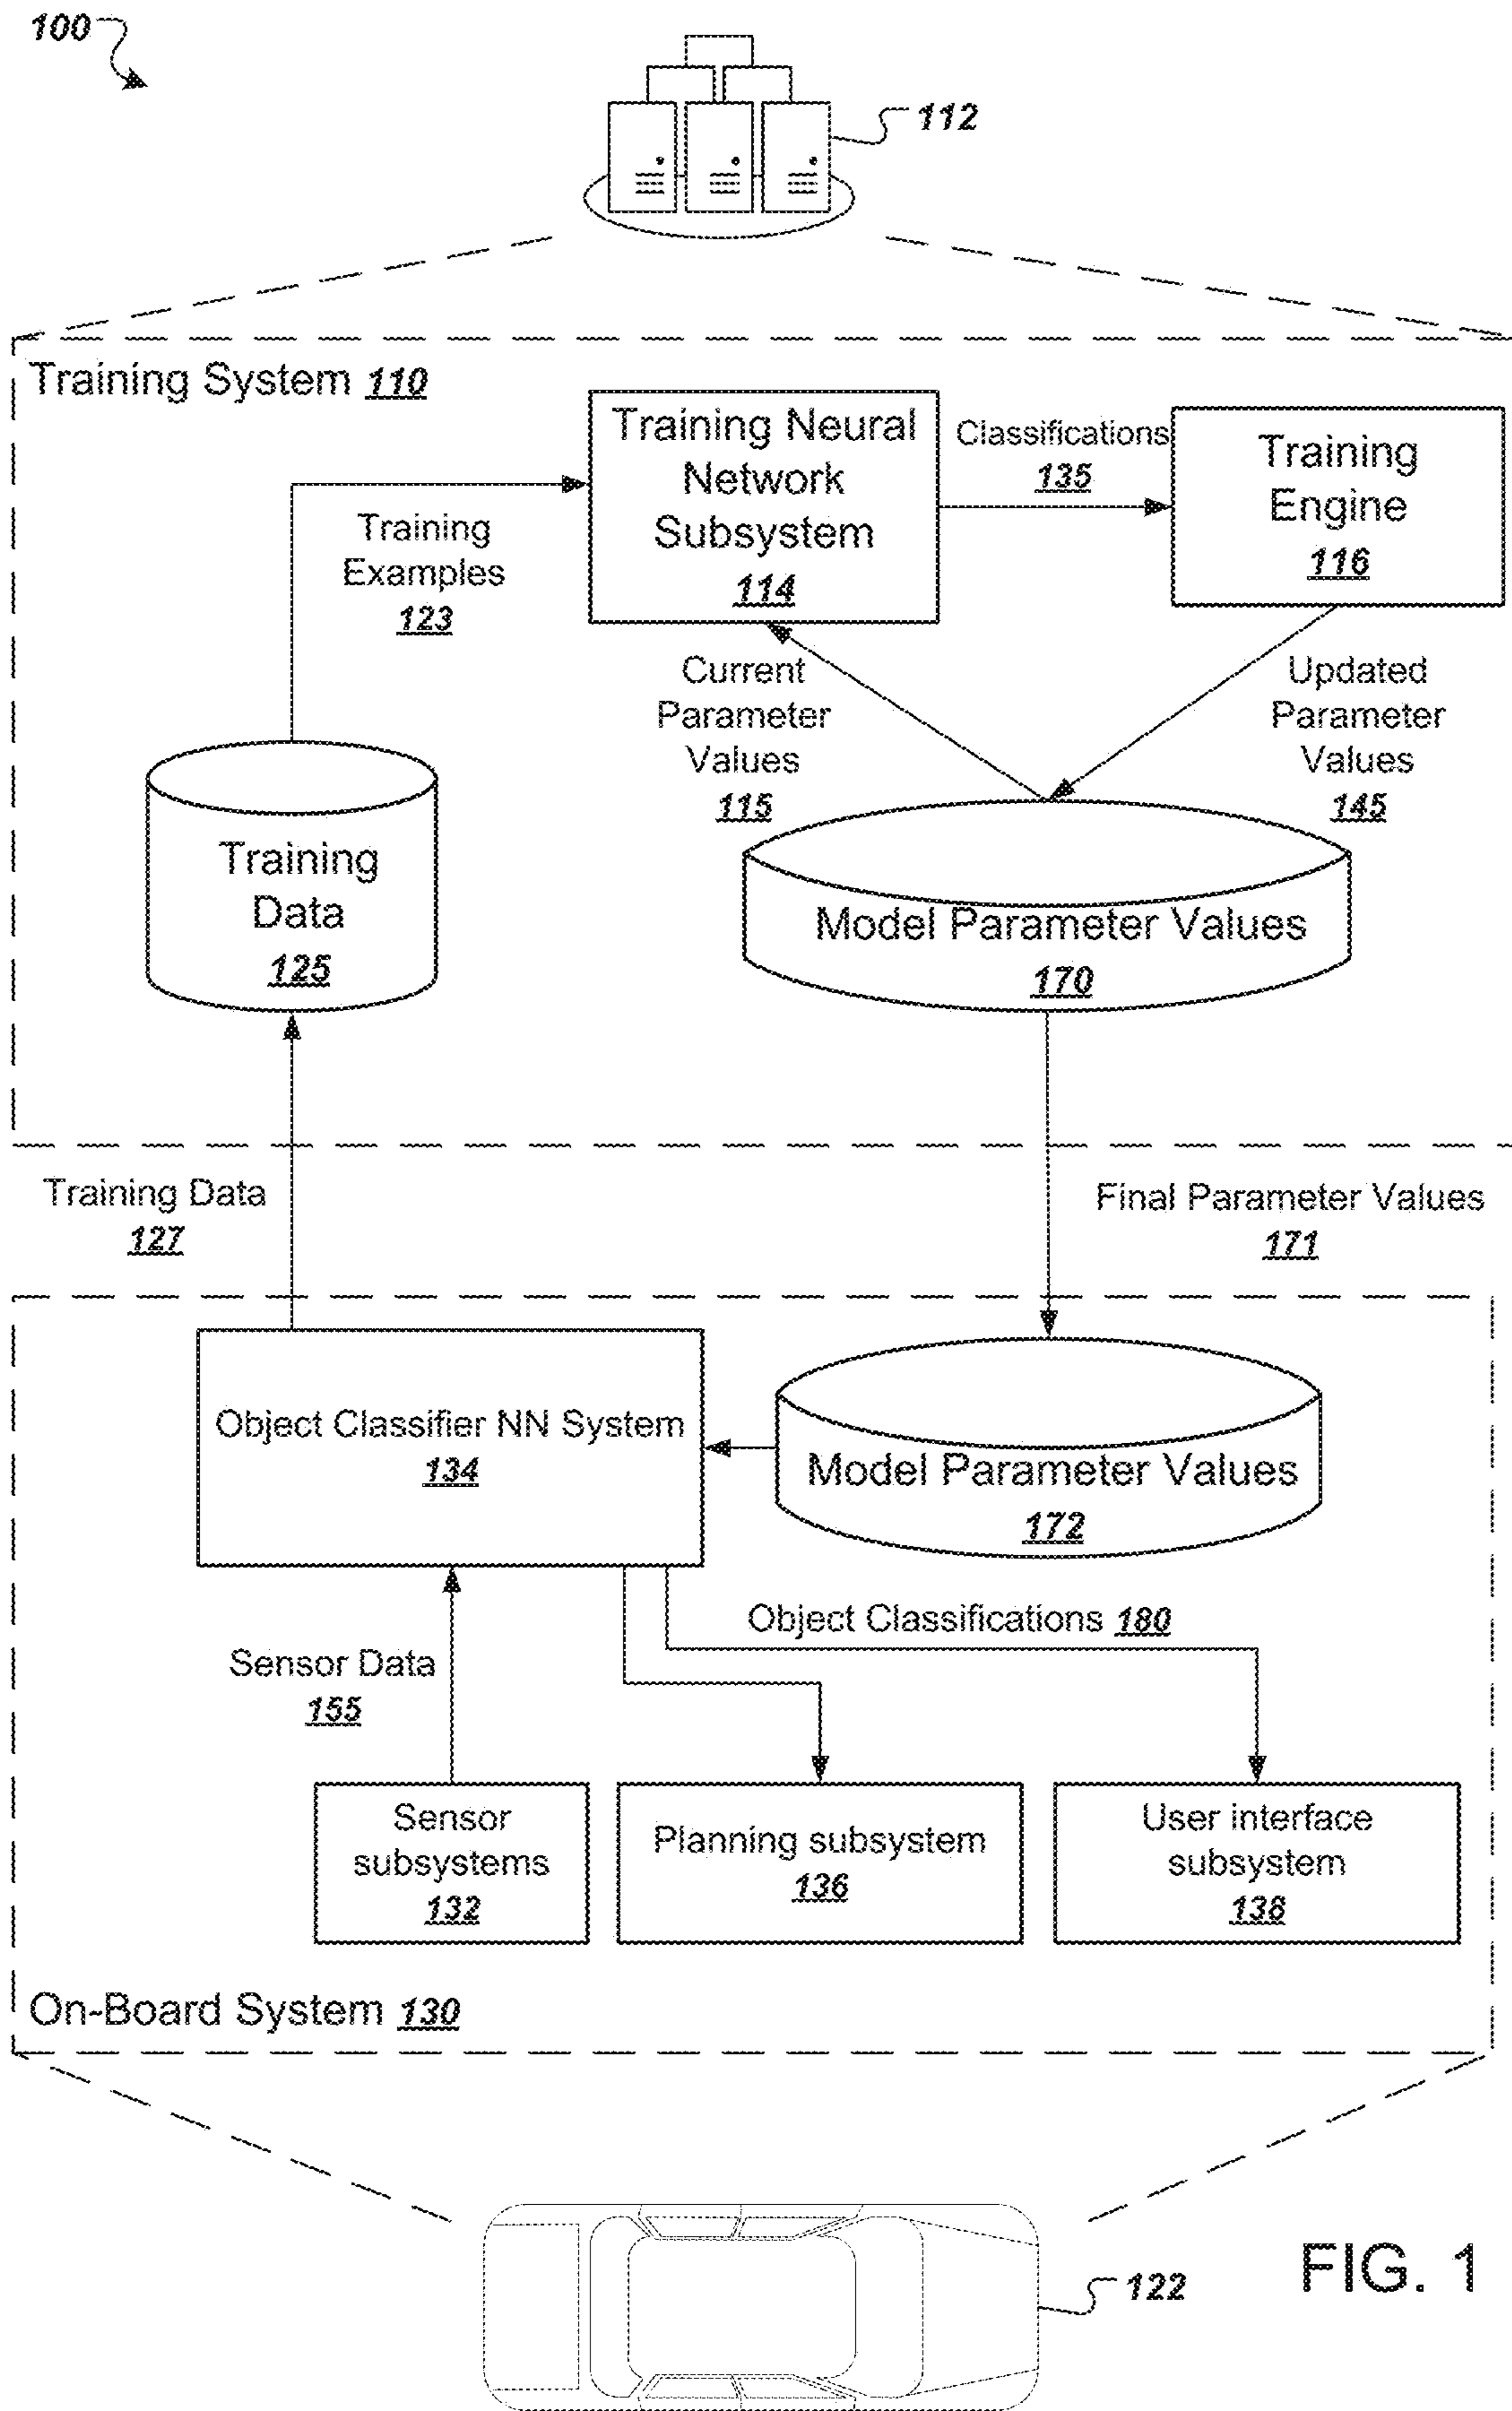 100
112
Training System 110
Training Neural
Network
Subsystem
114
Classifications
135
Training
Engine
116
Training
Examples
123
Current
Parameter
Values
115
Updated
Parameter
Values
145
Training
Data
125
Model Parameter Values
170
Training Data
127
Final Parameter Values
171
Object Classifier NN System
134
Model Parameter Values
172
Object Classifications 180
Sensor Data
155
Sensor
subsystems
132
Planning subsystem
136
User interface
subsystem
138
On-Board System 130
122
FIG. 1